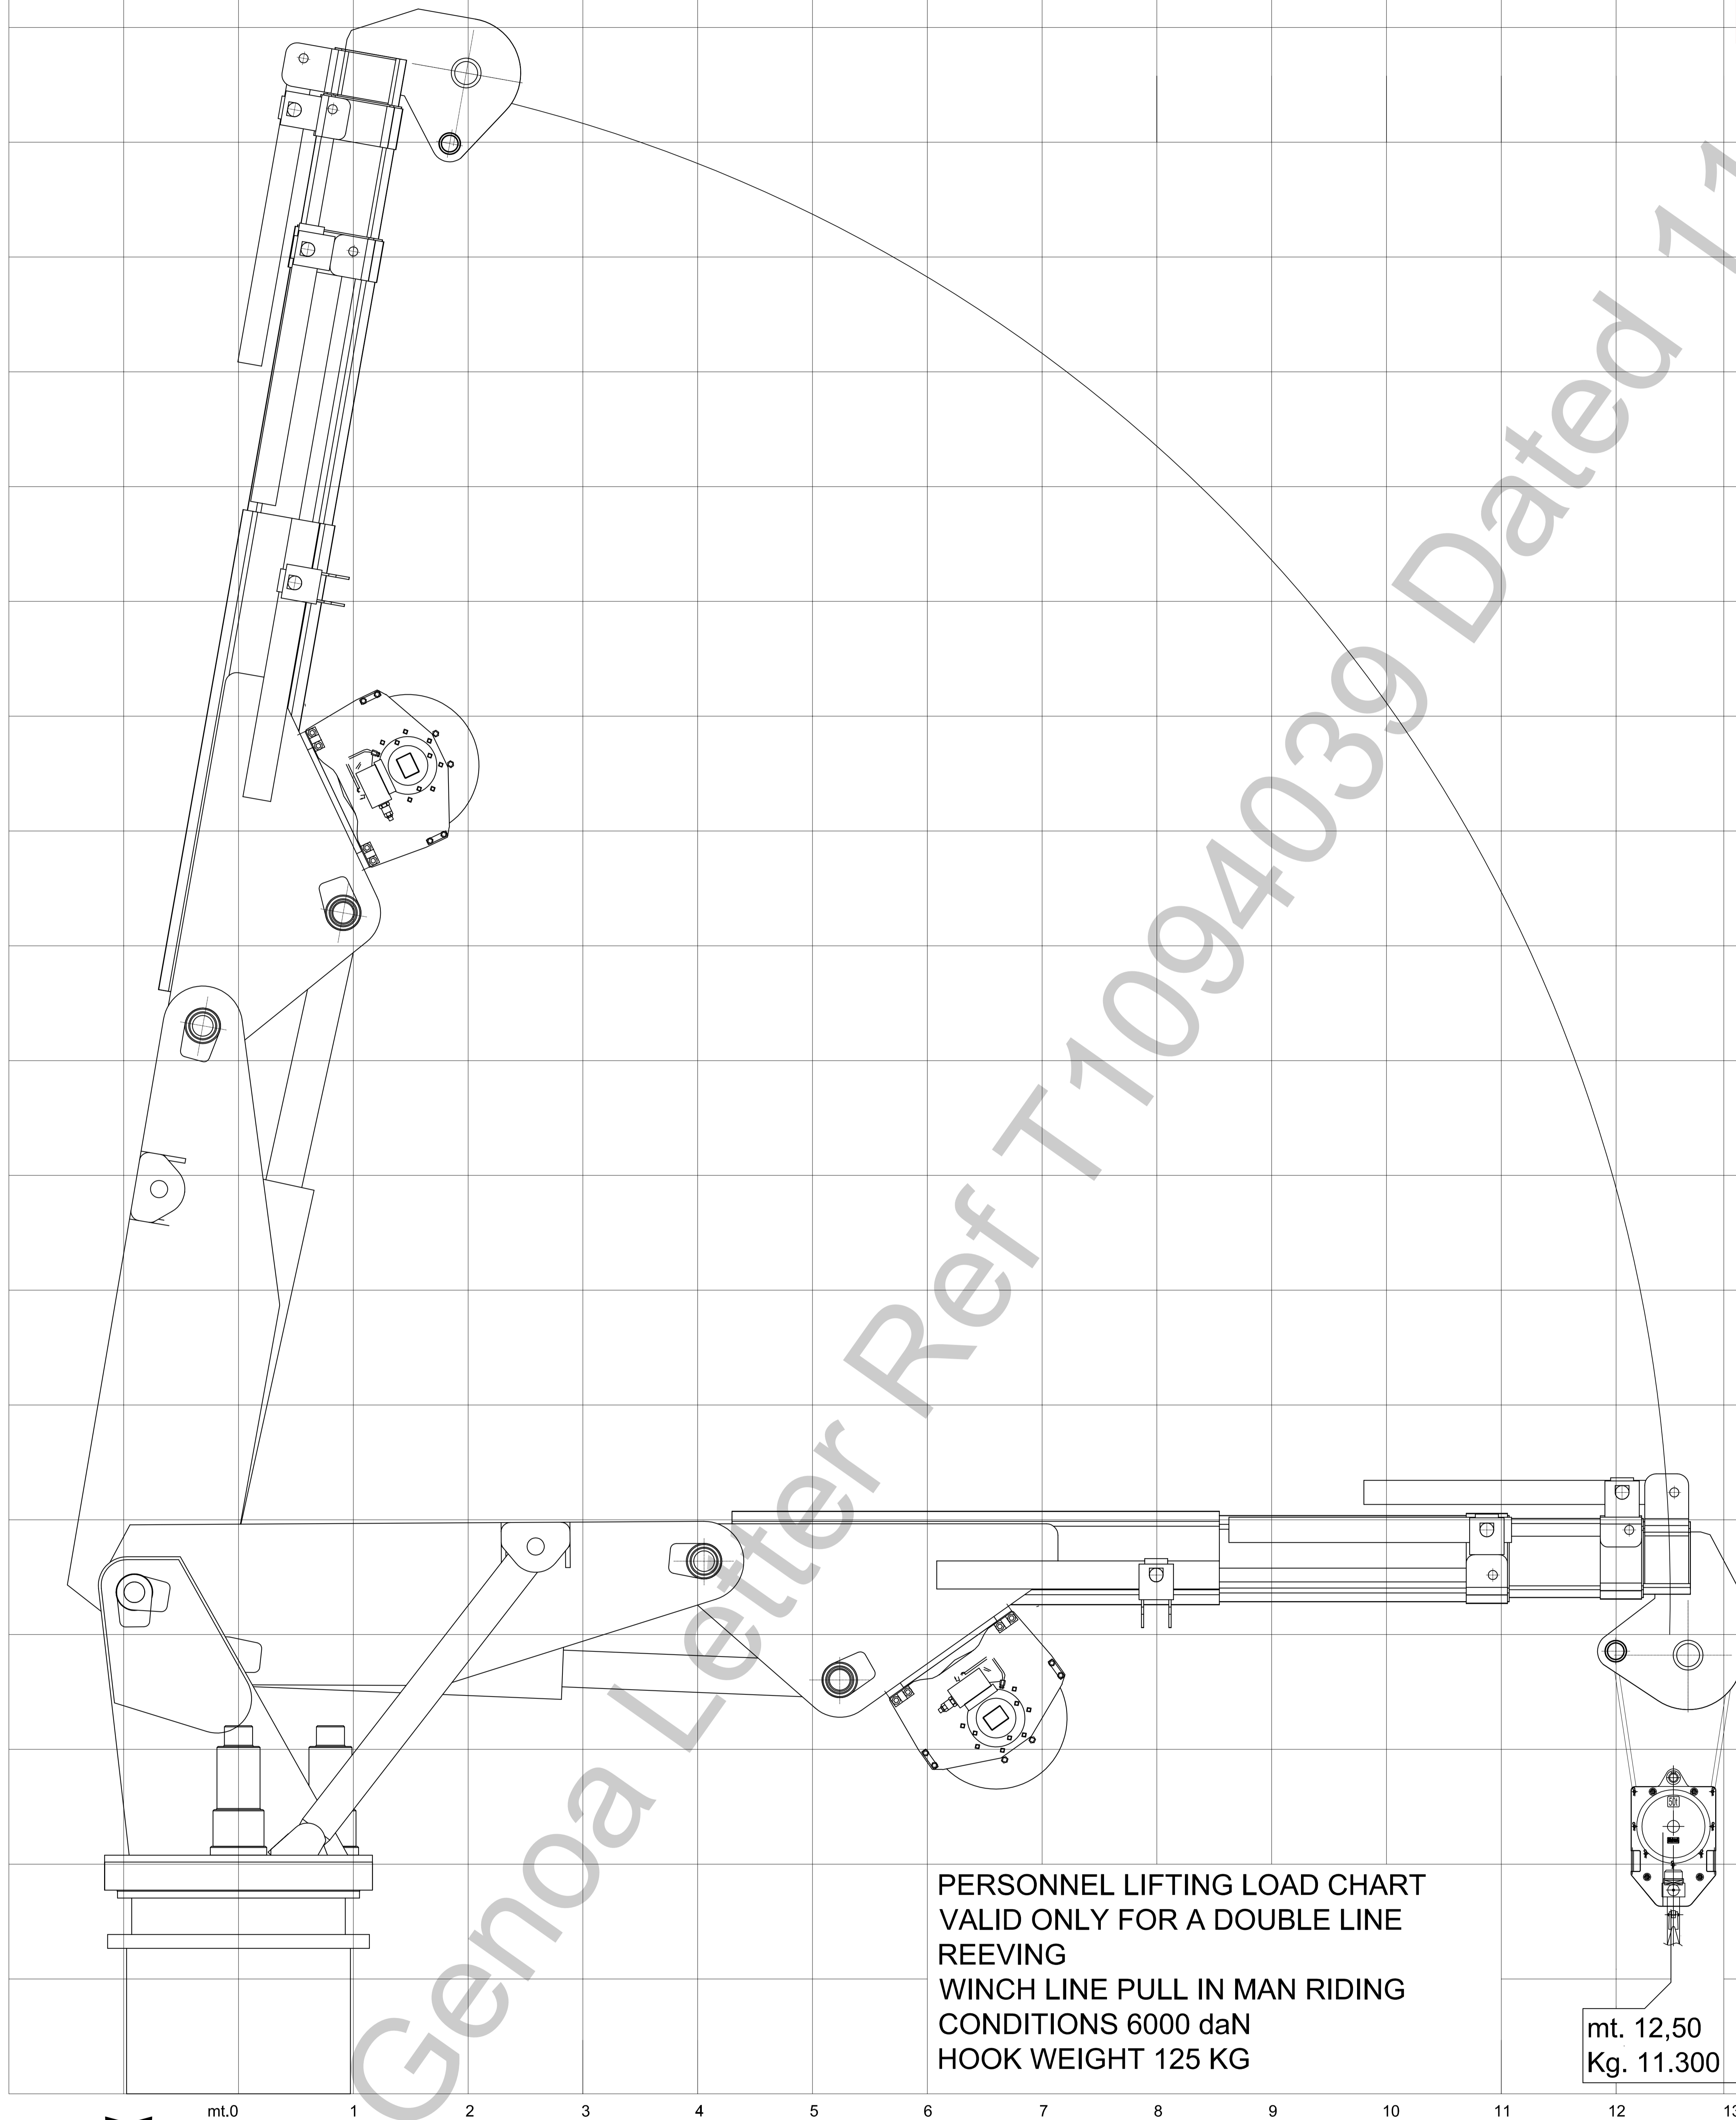 Genoa Letter Ref T1094039 Dated 11
PERSONNEL LIFTING LOAD CHART
VALID ONLY FOR A DOUBLE LINE
REEVING
WINCH LINE PULL IN MAN RIDING
CONDITIONS 6000 daN
HOOK WEIGHT 125 KG
mt. 12,50
Kg. 11.300
mt.0 1 2 3 4 5 6 7 8 9 10 11 12 13